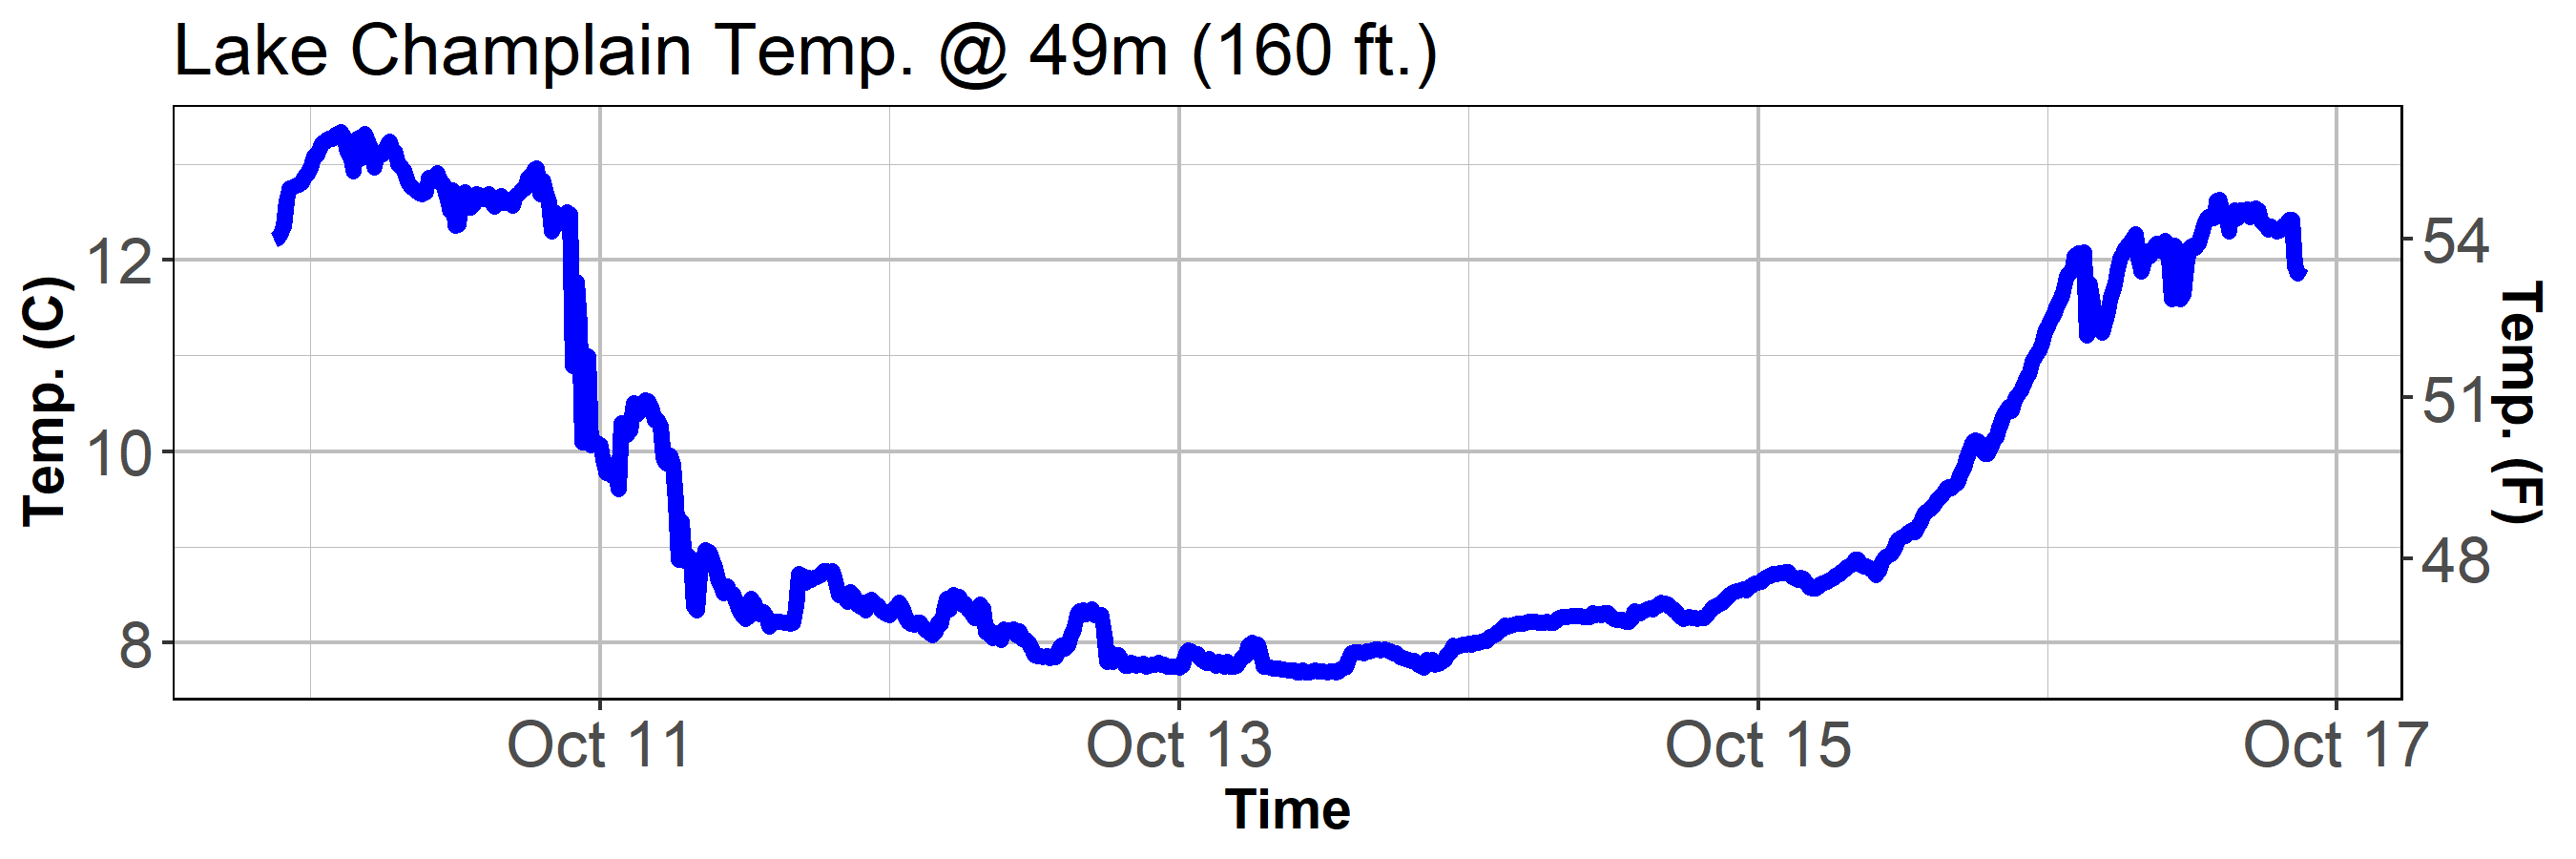 Lake Champlain Temp. @ 49m (160 ft.)
Temp. (C)
12
10
8
54
51
48
Temp. (F)
Oct 11
Oct 13
Oct 15
Oct 17
Time